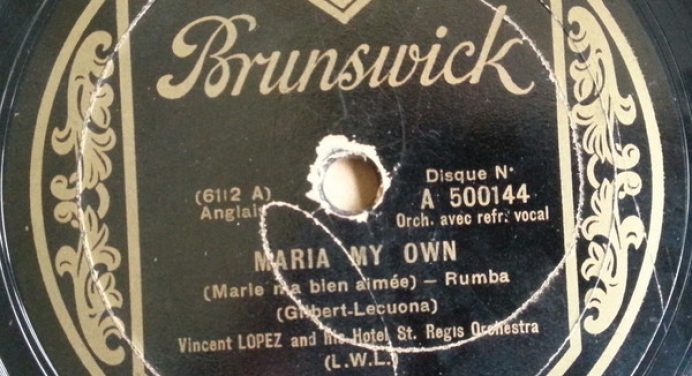 Brunswick
(6112 A)
Anglais
Disque N°
A 500144
Orch. avec refr. vocal
MARIA MY OWN
(Marie ma bien aimée) – Rumba
(Gilbert-Lecuona)
Vincent LOPEZ and his Hotel St. Regis Orchestra
(L.W.L.)